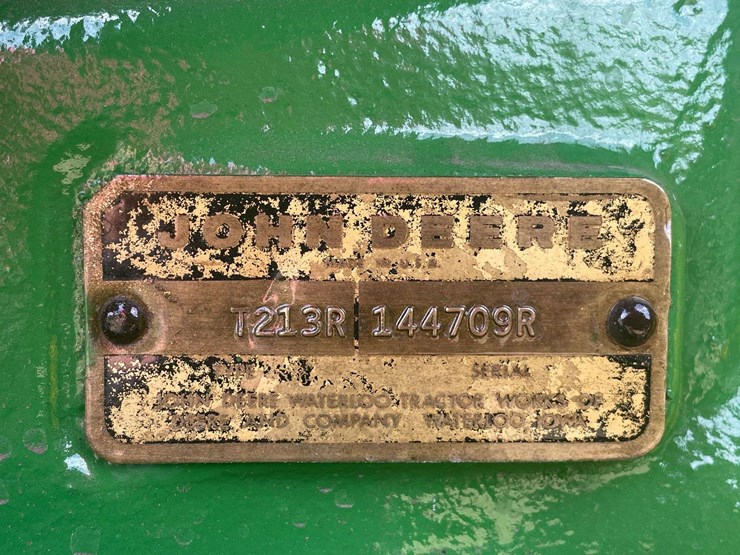 JOHN DEERE
T213R 144709R
TYPE SERIAL
JOHN DEERE WATERLOO TRACTOR WORKS OF
DEERE AND COMPANY WATERLOO, IOWA